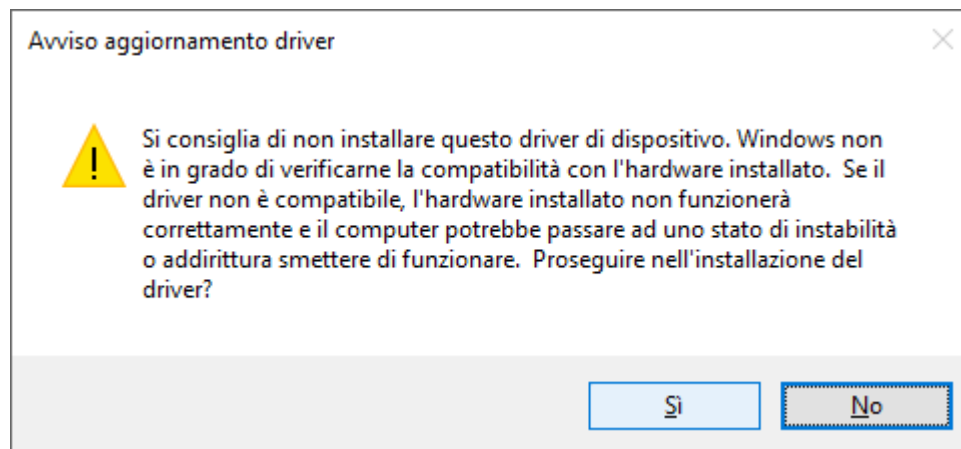 Avviso aggiornamento driver
Si consiglia di non installare questo driver di dispositivo. Windows non
è in grado di verificarne la compatibilità con l'hardware installato.  Se il
driver non è compatibile, l'hardware installato non funzionerà
correttamente e il computer potrebbe passare ad uno stato di instabilità
o addirittura smettere di funzionare.  Proseguire nell'installazione del
driver?
Sì
No